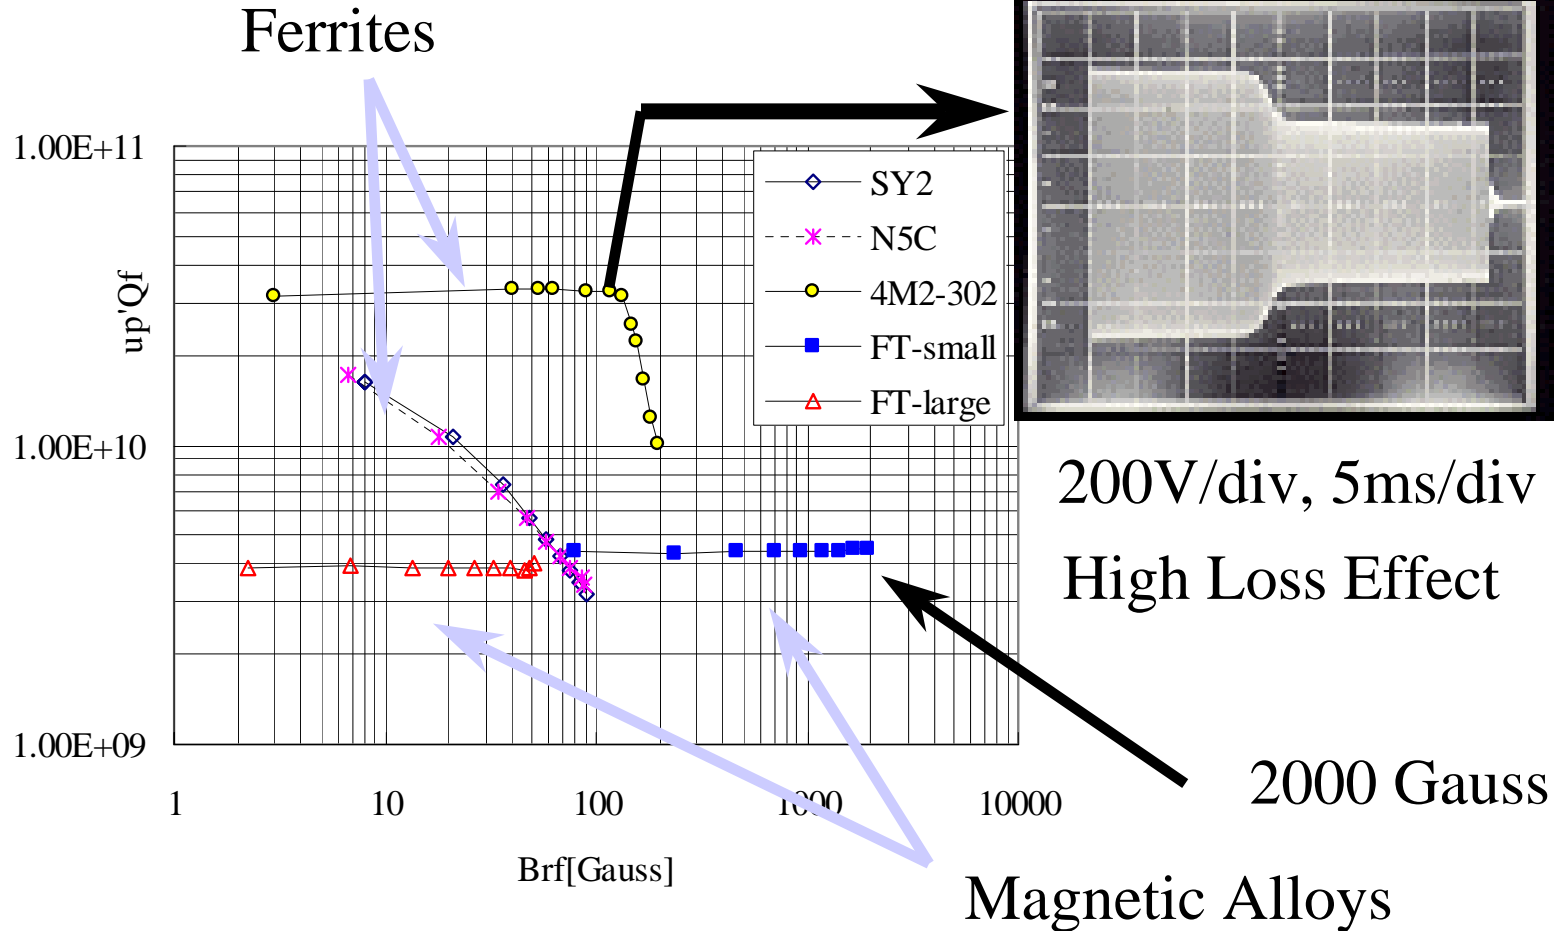 Ferrites
1.00E+11
1.00E+10
1.00E+09
up'Qf
SY2
N5C
4M2-302
FT-small
FT-large
1
10
100
1000
10000
Brf[Gauss]
200V/div, 5ms/div
High Loss Effect
2000 Gauss
Magnetic Alloys